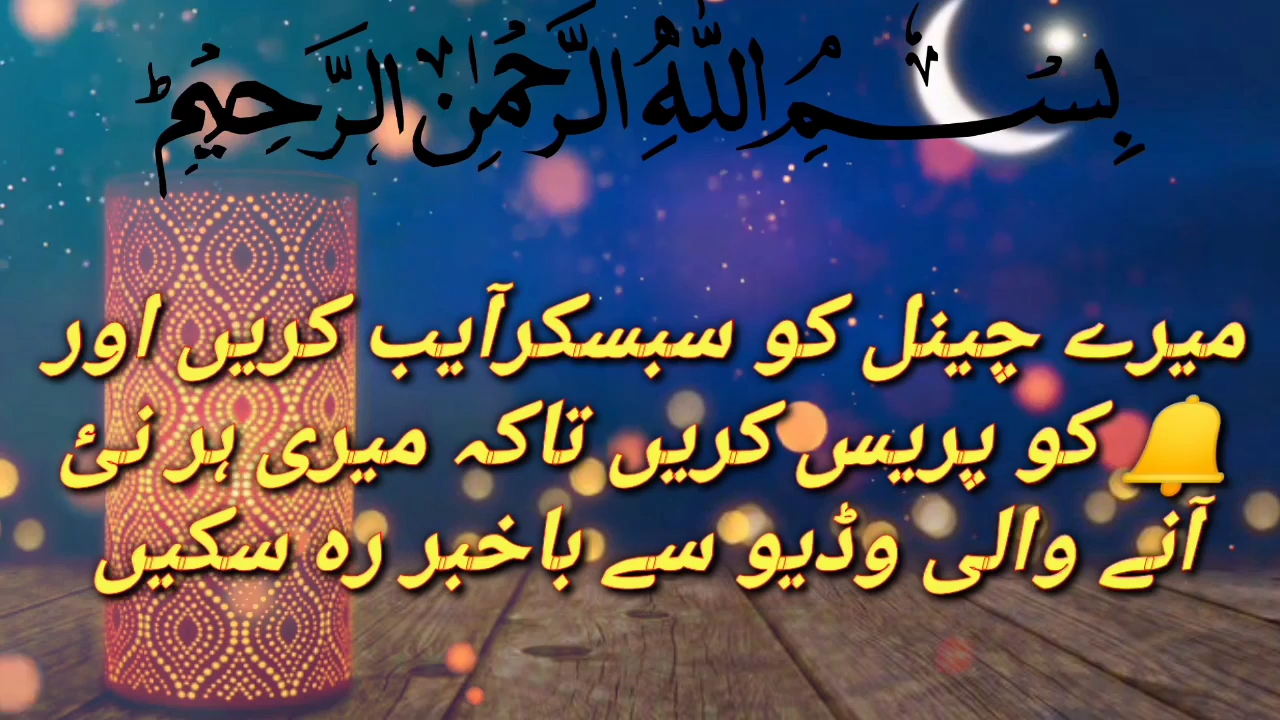 بِسْمِ اللّٰهِ الرَّحْمٰنِ الرَّحِيْمِ
میرے چینل کو سبسکرآیب کریں اور
🔔 کو پریس کریں تاکہ میری ہر نئ
آنے والی وڈیو سے باخبر رہ سکیں